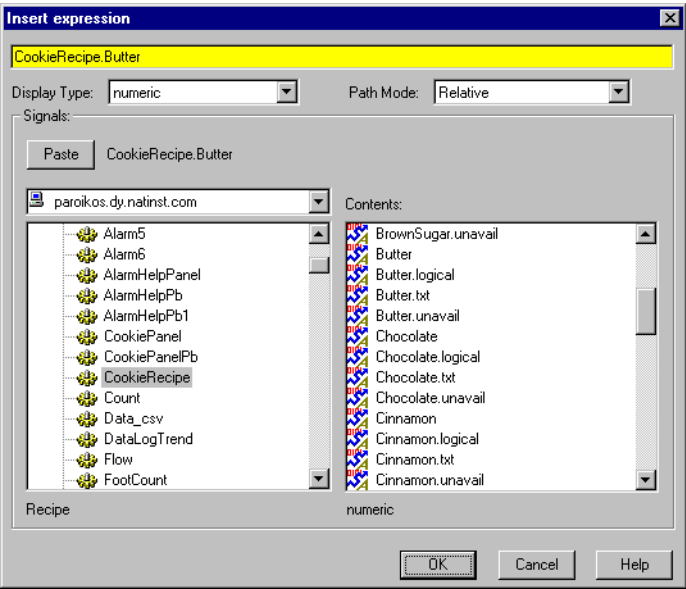 Insert expression
CookieRecipe.Butter
Display Type: numeric Path Mode: Relative
Signals:
Paste CookieRecipe.Butter
paroikos.dy.natinst.com
Contents:
Alarm5
Alarm6
AlarmHelpPanel
AlarmHelpPb
AlarmHelpPb1
CookiePanel
CookiePanelPb
CookieRecipe
Count
Data_csv
DataLogTrend
Flow
FootCount
BrownSugar.unavail
Butter
Butter.logical
Butter.txt
Butter.unavail
Chocolate
Chocolate.logical
Chocolate.txt
Chocolate.unavail
Cinnamon
Cinnamon.logical
Cinnamon.txt
Cinnamon.unavail
Recipe
numeric
OK Cancel Help